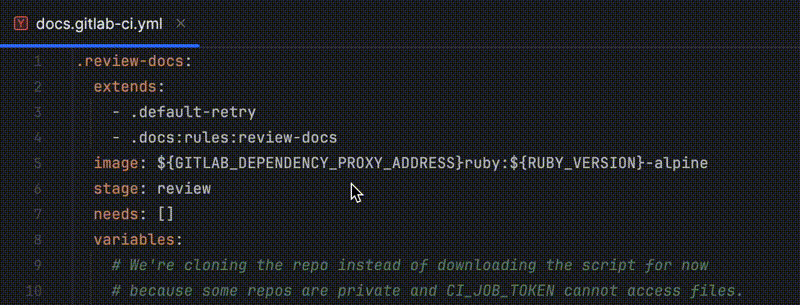 docs.gitlab-ci.yml
1 .review-docs:
2 extends:
3 - .default-retry
4 - .docs:rules:review-docs
5 image: ${GITLAB_DEPENDENCY_PROXY_ADDRESS}ruby:${RUBY_VERSION}-alpine
6 stage: review
7 needs: []
8 variables:
9 # We're cloning the repo instead of downloading the script for now
10 # because some repos are private and CI_JOB_TOKEN cannot access files.